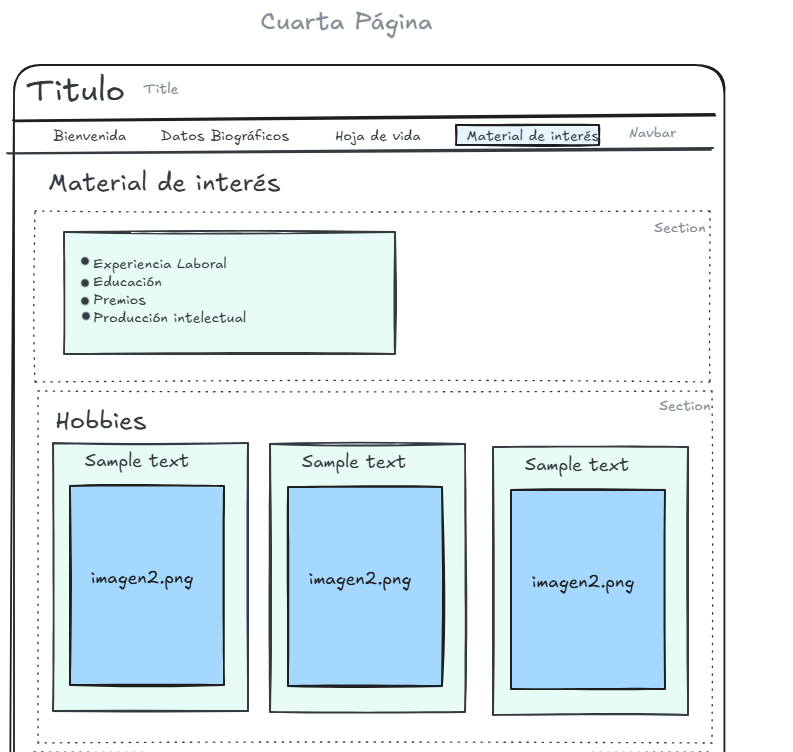 Cuarta Página
Titulo Title
Bienvenida Datos Biográficos Hoja de vida Material de interés Navbar
Material de interés
Section
Experiencia Laboral
Educación
Premios
Producción intelectual
Section
Hobbies
Sample text Sample text Sample text
imagen2.png imagen2.png imagen2.png